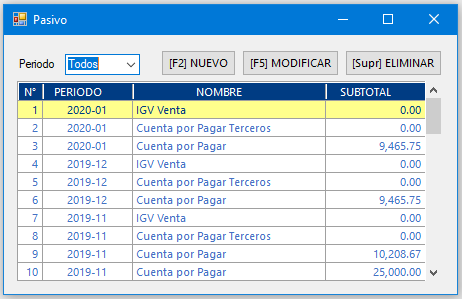 Pasivo
Periodo Todos [F2] NUEVO [F5] MODIFICAR [Supr] ELIMINAR
N° PERIODO NOMBRE SUBTOTAL
1 2020-01 IGV Venta 0.00
2 2020-01 Cuenta por Pagar Terceros 0.00
3 2020-01 Cuenta por Pagar 9,465.75
4 2019-12 IGV Venta 0.00
5 2019-12 Cuenta por Pagar Terceros 0.00
6 2019-12 Cuenta por Pagar 9,465.75
7 2019-11 IGV Venta 0.00
8 2019-11 Cuenta por Pagar Terceros 0.00
9 2019-11 Cuenta por Pagar 10,208.67
10 2019-11 Cuenta por Pagar 25,000.00